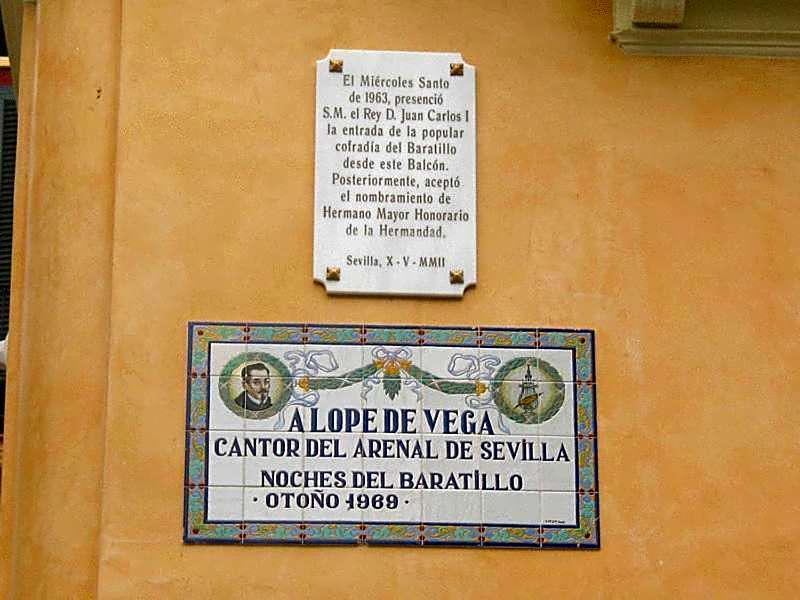 El Miércoles Santo
de 1963, presenció
S.M. el Rey D. Juan Carlos I
la entrada de la popular
cofradía del Baratillo
desde este Balcón.
Posteriormente, aceptó
el nombramiento de
Hermano Mayor Honorario
de la Hermandad.
Sevilla, X - V - MMII
A LOPE DE VEGA
CANTOR DEL ARENAL DE SEVILLA
NOCHES DEL BARATILLO
· OTOÑO 1969 ·